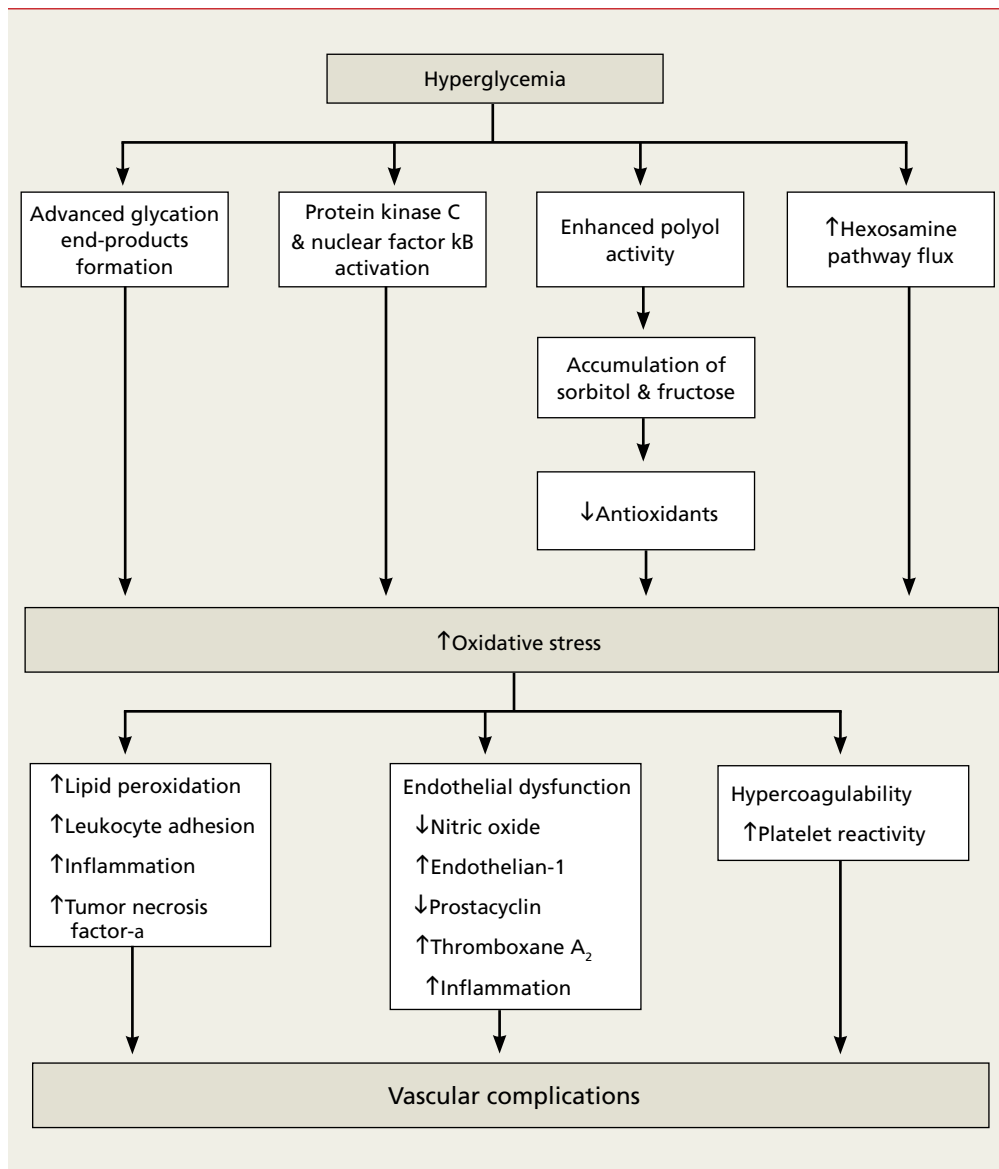 Hyperglycemia
Advanced glycation
end-products
formation
Protein kinase C
& nuclear factor kB
activation
Enhanced polyol
activity
↑Hexosamine
pathway flux
Accumulation of
sorbitol & fructose
↓Antioxidants
↑Oxidative stress
↑Lipid peroxidation
↑Leukocyte adhesion
↑Inflammation
↑Tumor necrosis
factor-a
Endothelial dysfunction
↓Nitric oxide
↑Endothelian-1
↓Prostacyclin
↑Thromboxane A₂
↑Inflammation
Hypercoagulability
↑Platelet reactivity
Vascular complications